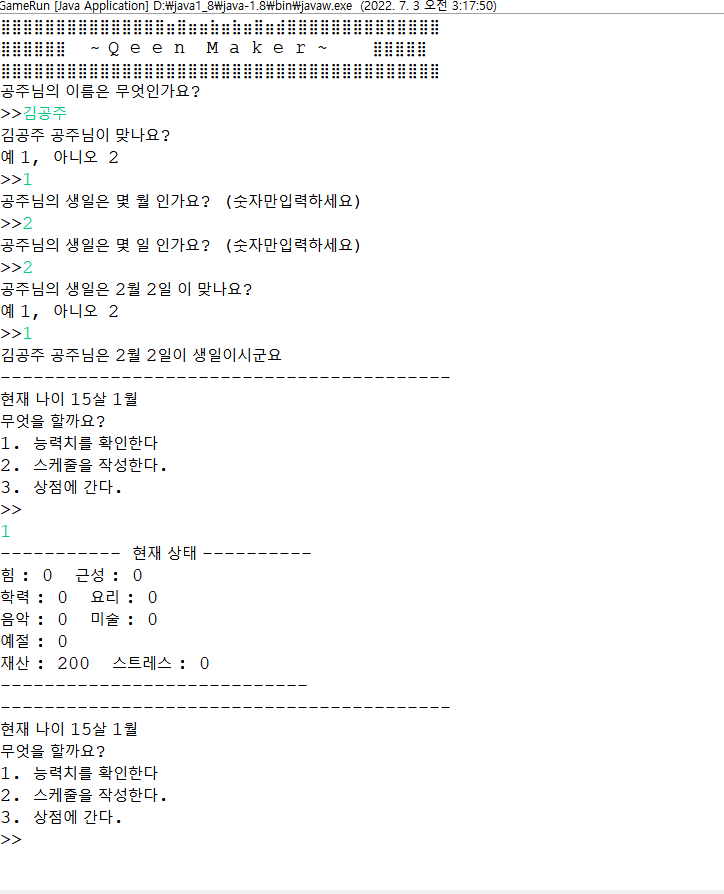 GameRun [Java Application] D:\java1_8\java-1.8\bin\javaw.exe (2022. 7. 3 오전 3:17:50)
~ Q e e n  M a k e r ~
공주님의 이름은 무엇인가요?
>>김공주
김공주 공주님이 맞나요?
예 1, 아니오 2
>>1
공주님의 생일은 몇 월 인가요? (숫자만입력하세요)
>>2
공주님의 생일은 몇 일 인가요? (숫자만입력하세요)
>>2
공주님의 생일은 2월 2일 이 맞나요?
예 1, 아니오 2
>>1
김공주 공주님은 2월 2일이 생일이시군요
-----------------------------------------
현재 나이 15살 1월
무엇을 할까요?
1. 능력치를 확인한다
2. 스케줄을 작성한다.
3. 상점에 간다.
>>
1
----------- 현재 상태 ----------
힘 : 0  근성 : 0
학력 : 0  요리 : 0
음악 : 0  미술 : 0
예절 : 0
재산 : 200  스트레스 : 0
----------------------------
-----------------------------------------
현재 나이 15살 1월
무엇을 할까요?
1. 능력치를 확인한다
2. 스케줄을 작성한다.
3. 상점에 간다.
>>